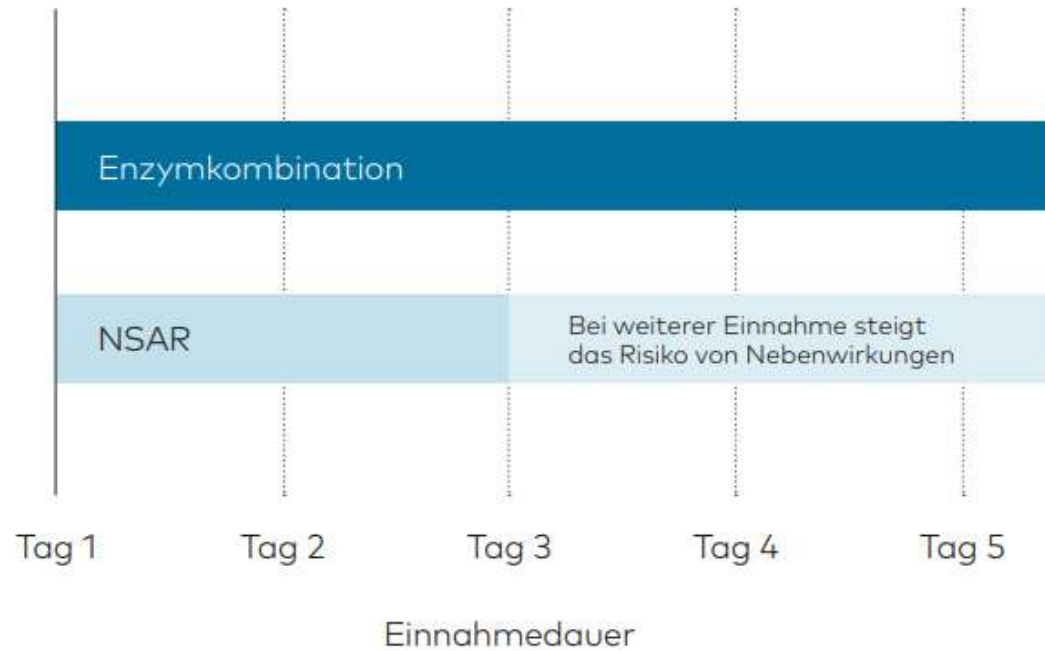 Enzymkombination
NSAR
Bei weiterer Einnahme steigt
das Risiko von Nebenwirkungen
Tag 1
Tag 2
Tag 3
Tag 4
Tag 5
Einnahmedauer